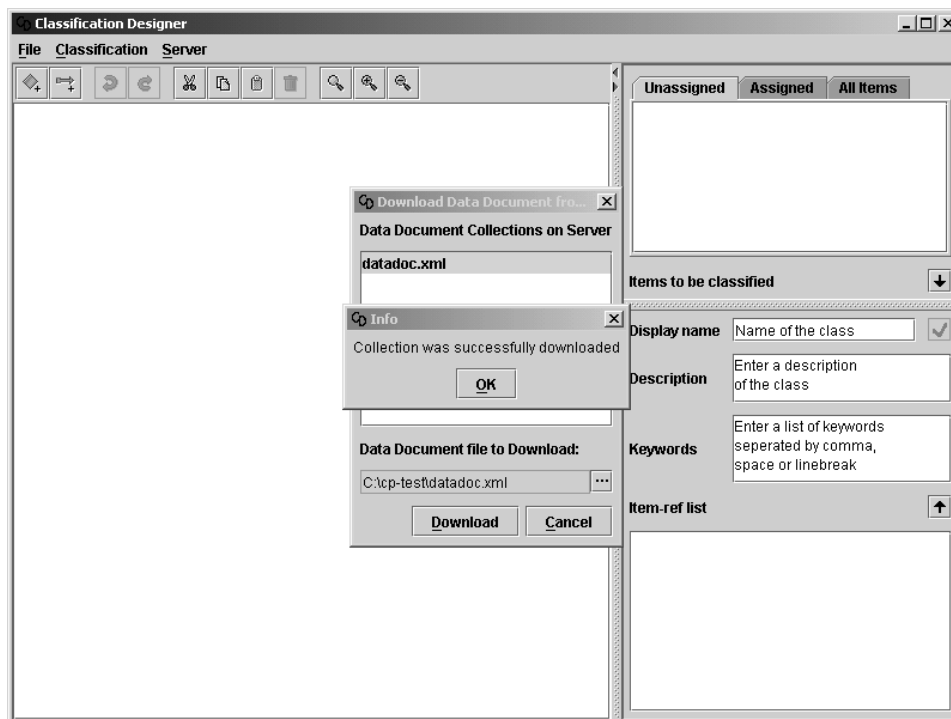 Classification Designer
File Classification Server
Unassigned Assigned All Items
Download Data Document fro...
Data Document Collections on Server
datadoc.xml
Items to be classified
Info
Collection was successfully downloaded
OK
Display name Name of the class
Description Enter a description
of the class
Keywords Enter a list of keywords
seperated by comma,
space or linebreak
Data Document file to Download:
C:\cp-test\datadoc.xml ...
Download Cancel
Item-ref list